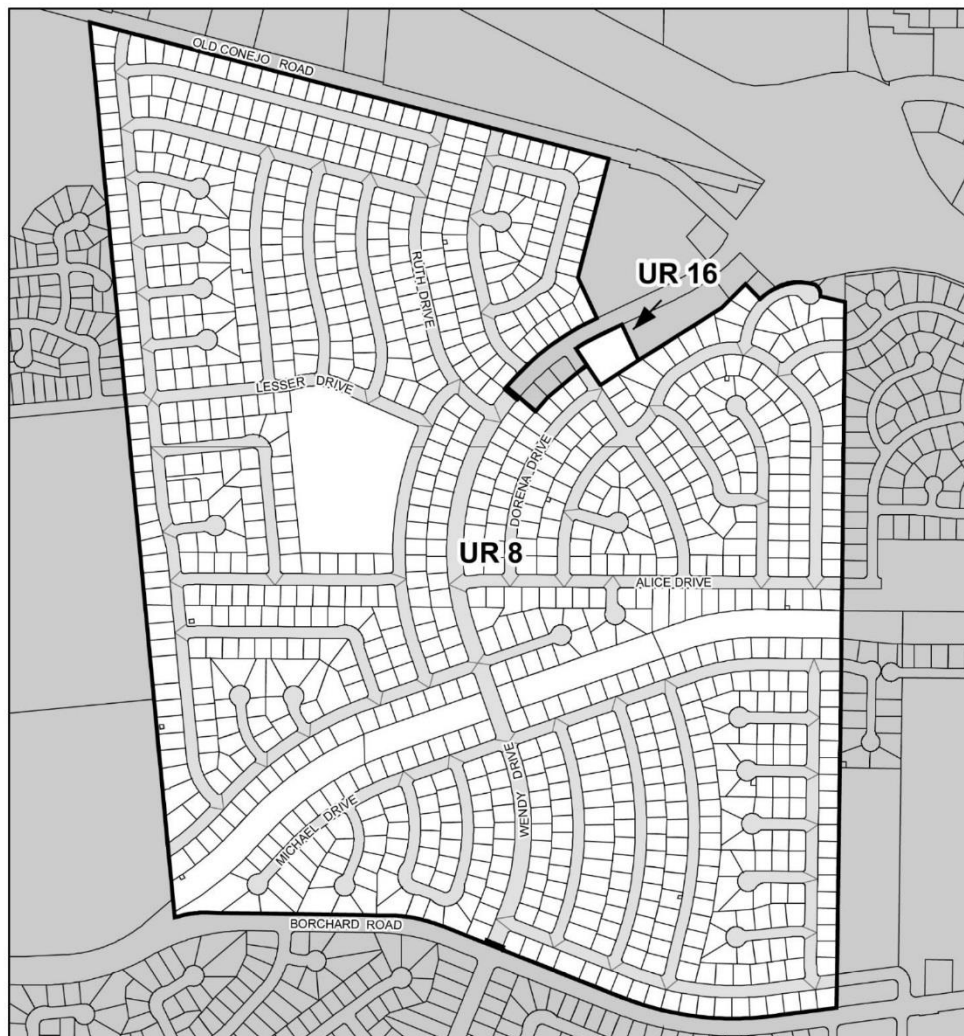 OLD CONEJO ROAD
UR 16
RUTH DRIVE
LESSER DRIVE
DORENA DRIVE
UR 8
ALICE DRIVE
WENDY DRIVE
MICHAEL DRIVE
BORCHARD ROAD